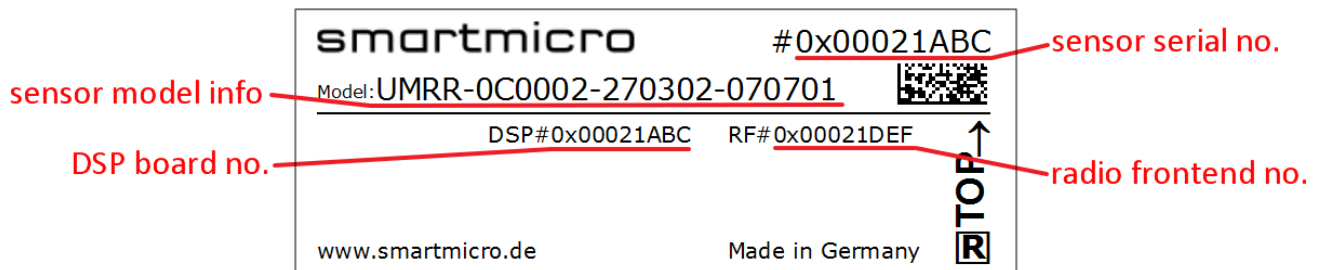 smartmicro
#0x00021ABC
sensor serial no.
sensor model info
Model:UMRR-0C0002-270302-070701
DSP#0x00021ABC RF#0x00021DEF
DSP board no.
radio frontend no.
TOP→
R
www.smartmicro.de
Made in Germany